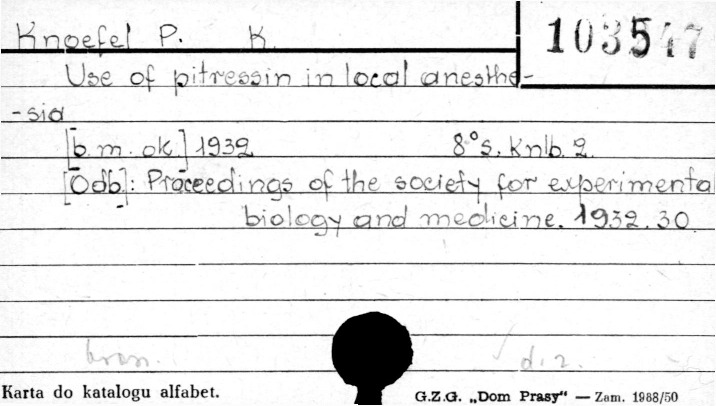 Knoefel P. K.
103547
Use of pitressin in local anesthe-
-sia
[b. m. ok.] 1932 8° s. Knlb. 2.
[Odb]: Proceedings of the society for experimental
biology and medicine. 1932. 30
d. z.
Karta do katalogu alfabet.
G.Z.G. „Dom Prasy" — Zam. 1988/50